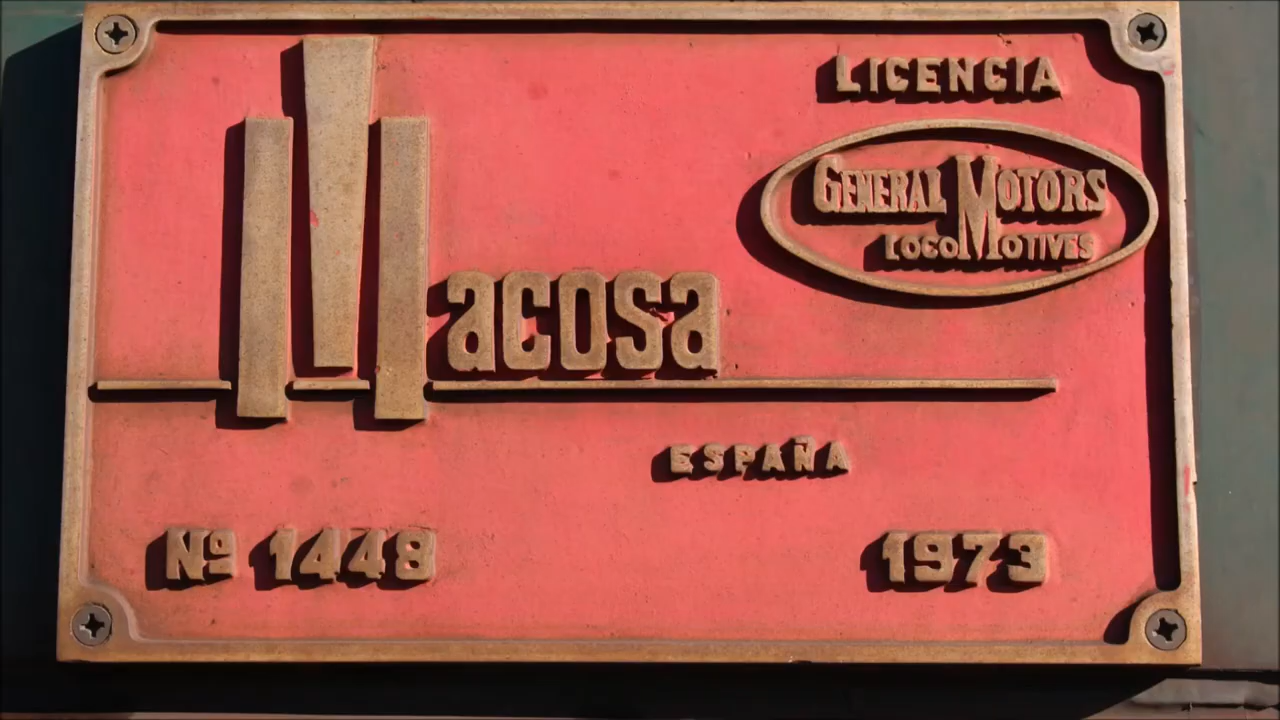 LICENCIA
GENERAL MOTORS
LOCOMOTIVES
Macosa
ESPAÑA
Nº 1448
1973